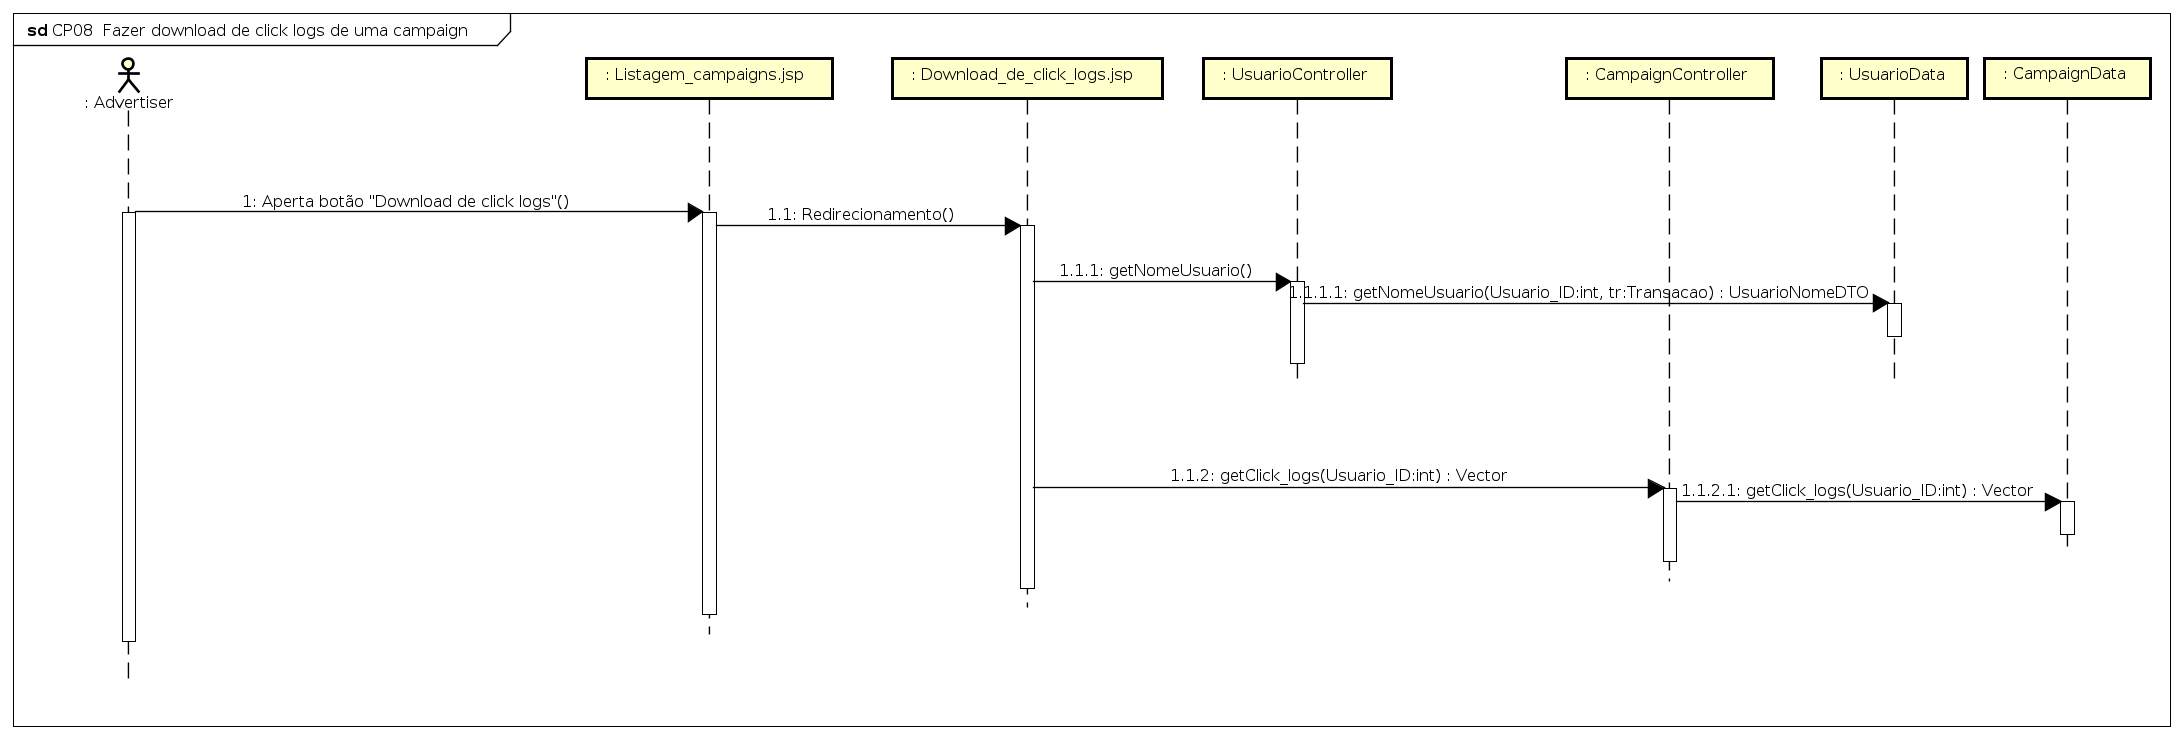 sd CP08  Fazer download de click logs de uma campaign
: Advertiser
: Listagem_campaigns.jsp
: Download_de_click_logs.jsp
: UsuarioController
: CampaignController
: UsuarioData
: CampaignData
1: Aperta botão "Download de click logs"()
1.1: Redirecionamento()
1.1.1: getNomeUsuario()
1.1.1.1: getNomeUsuario(Usuario_ID:int, tr:Transacao) : UsuarioNomeDTO
1.1.2: getClick_logs(Usuario_ID:int) : Vector
1.1.2.1: getClick_logs(Usuario_ID:int) : Vector